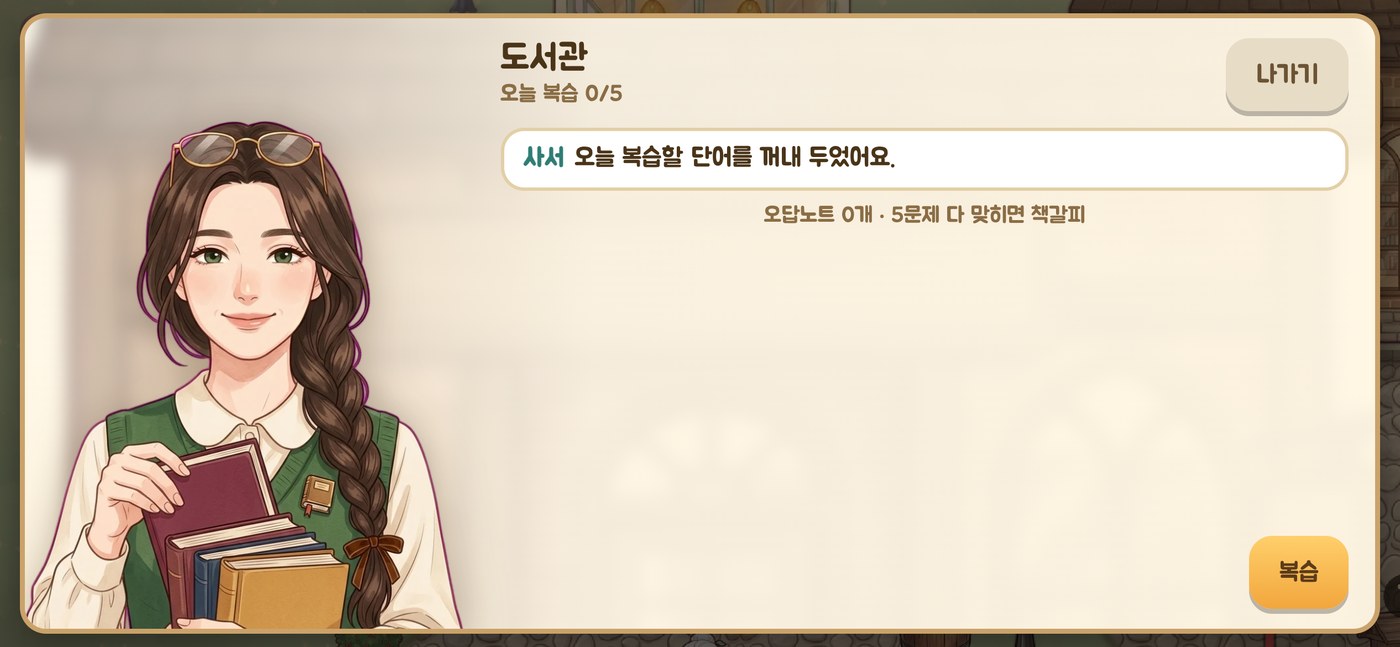 도서관
오늘 복습 0/5
나가기
사서 오늘 복습할 단어를 꺼내 두었어요.
오답노트 0개 · 5문제 다 맞히면 책갈피
복습